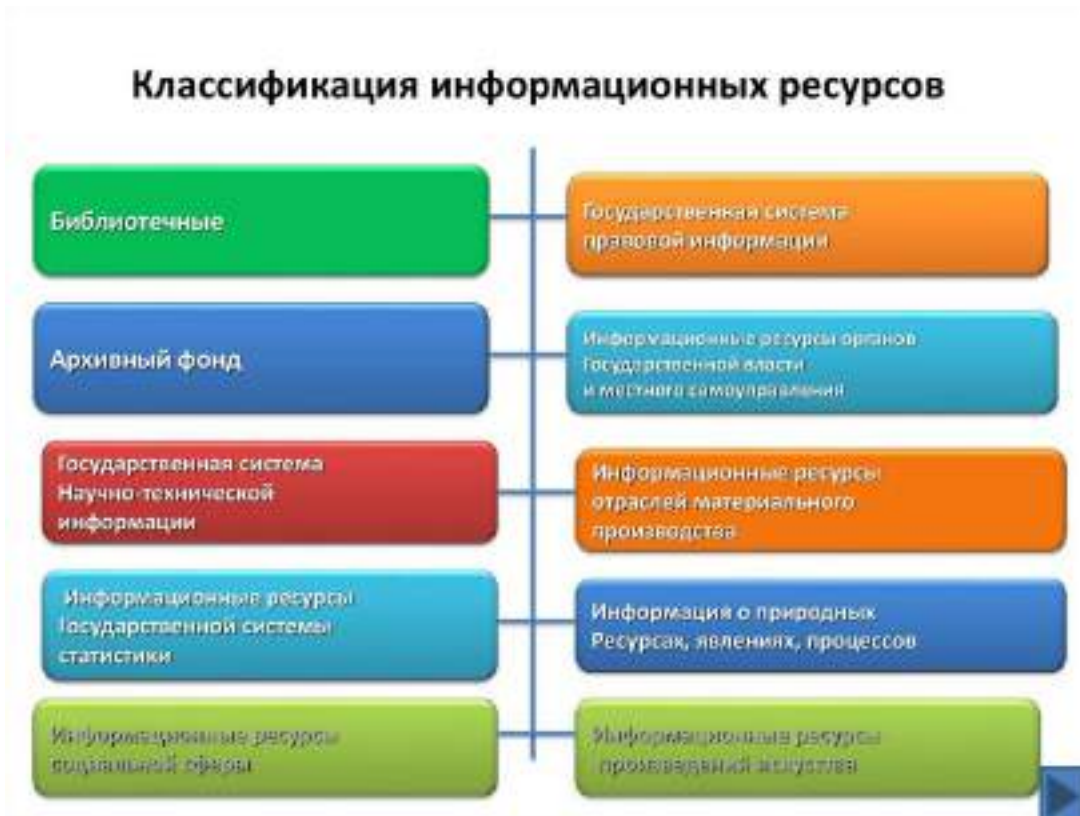 Классификация информационных ресурсов
Библиотечные
Государственная система
правовой информации
Архивный фонд
Информационные ресурсы органов
Государственной власти
и местного самоуправления
Государственная система
Научно-технической
информации
Информационные ресурсы
отраслей материального
производства
Информационные ресурсы
Государственной системы
статистики
Информация о природных
Ресурсах, явлениях, процессов
Информационные ресурсы
социальной сферы
Информационные ресурсы
произведений искуства